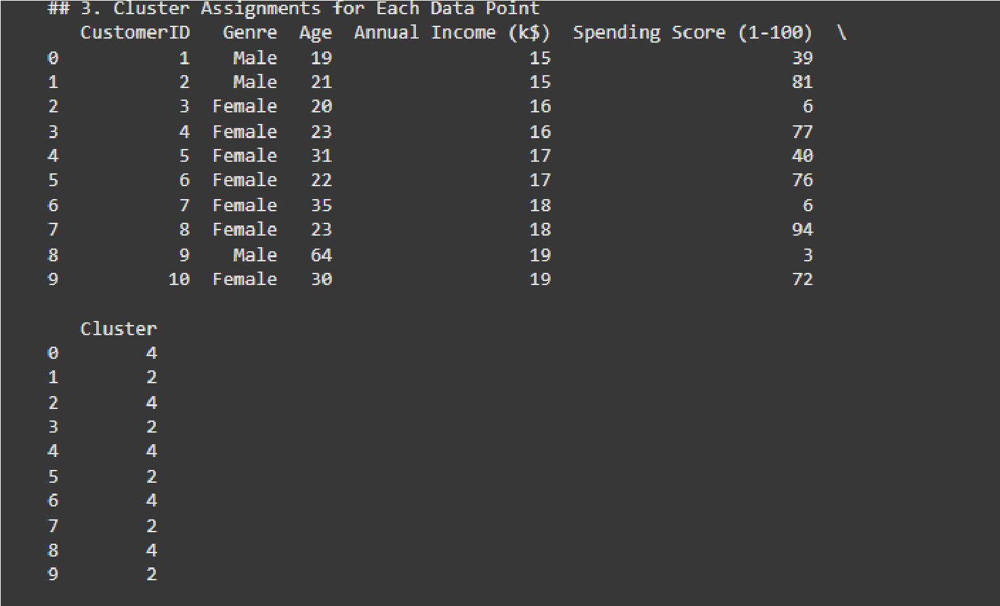 ## 3. Cluster Assignments for Each Data Point
CustomerID Genre Age Annual Income (k$) Spending Score (1-100) \
0 1 Male 19 15 39
1 2 Male 21 15 81
2 3 Female 20 16 6
3 4 Female 23 16 77
4 5 Female 31 17 40
5 6 Female 22 17 76
6 7 Female 35 18 6
7 8 Female 23 18 94
8 9 Male 64 19 3
9 10 Female 30 19 72
Cluster
0 4
1 2
2 4
3 2
4 4
5 2
6 4
7 2
8 4
9 2